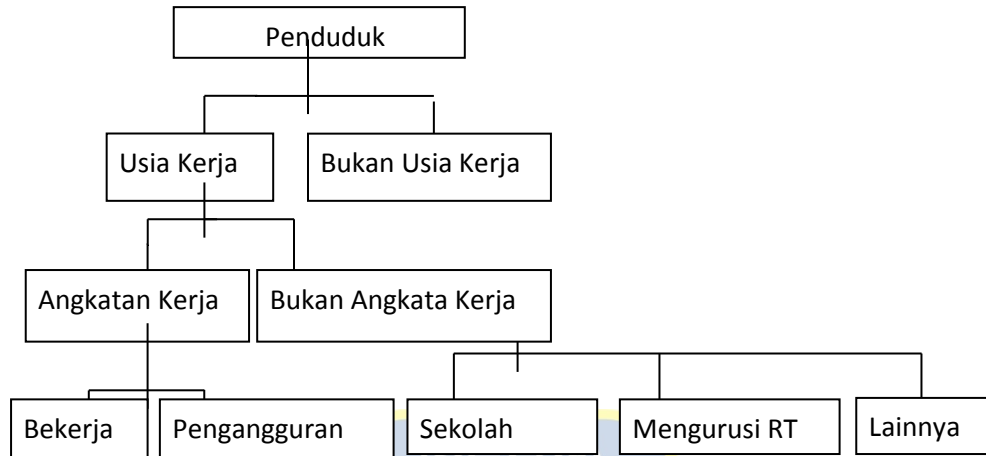 Penduduk
Usia Kerja
Bukan Usia Kerja
Angkatan Kerja
Bukan Angkata Kerja
Bekerja
Pengangguran
Sekolah
Mengurusi RT
Lainnya